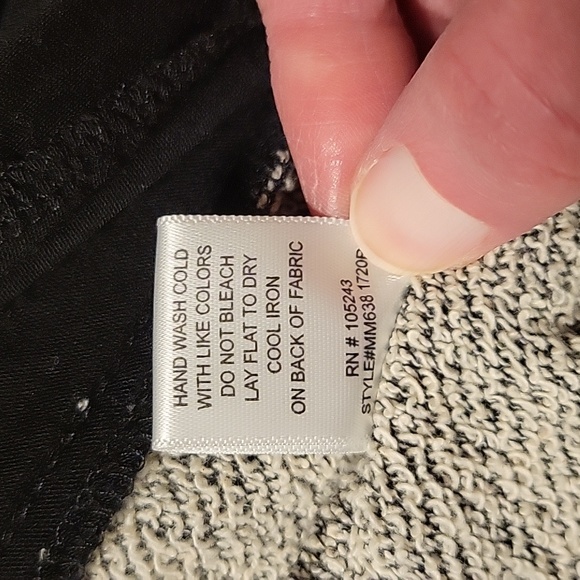 HAND WASH COLD
WITH LIKE COLORS
DO NOT BLEACH
LAY FLAT TO DRY
COOL IRON
ON BACK OF FABRIC
RN # 105243
STYLE#MM638 1720P